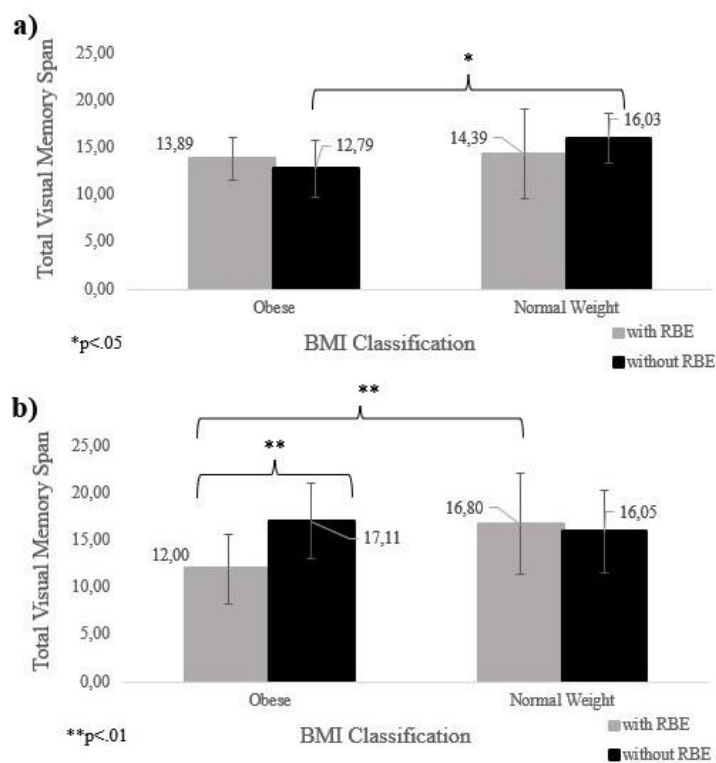 a)
Total Visual Memory Span
25,00
20,00
15,00
10,00
5,00
0,00
*
13,89
12,79
14,39
16,03
Obese
Normal Weight
*p<.05
BMI Classification
with RBE
without RBE
b)
Total Visual Memory Span
25,00
20,00
15,00
10,00
5,00
0,00
**
**
12,00
17,11
16,80
16,05
Obese
Normal Weight
**p<.01
BMI Classification
with RBE
without RBE